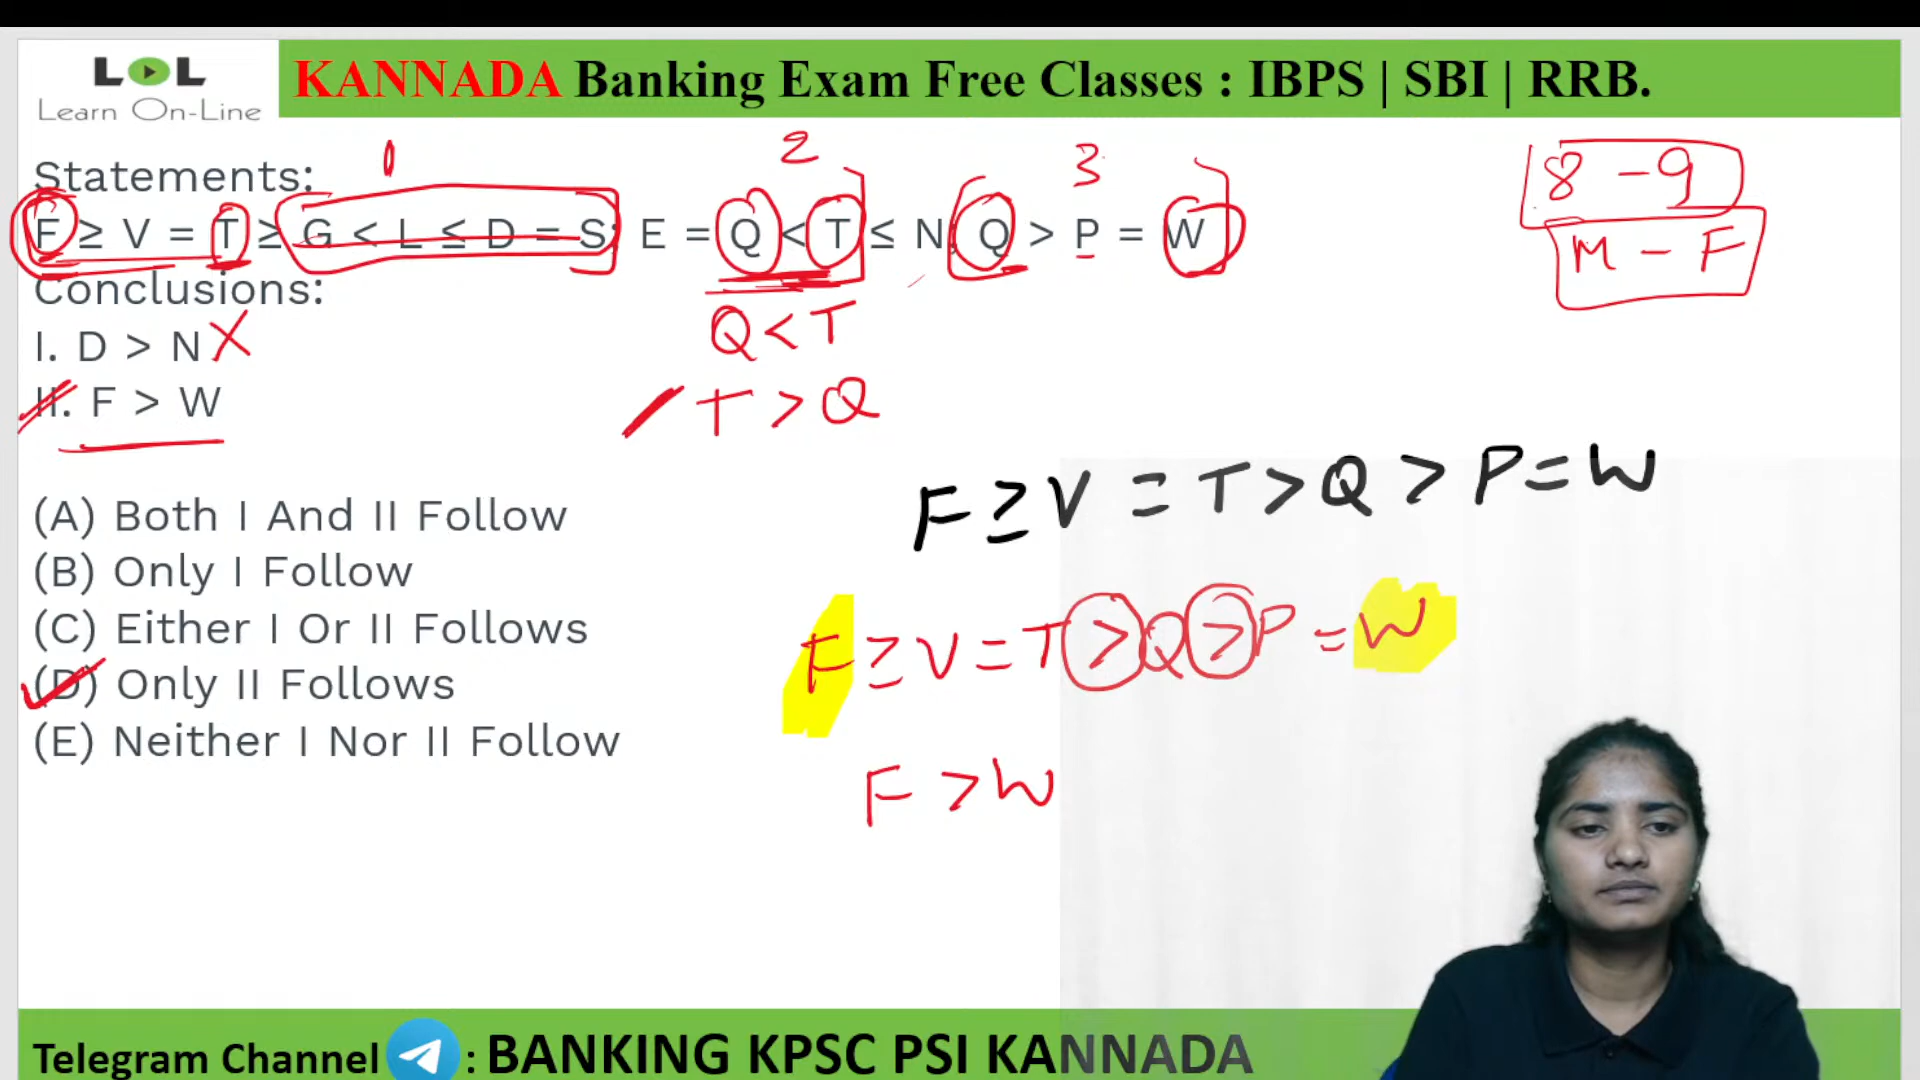 LOL
Learn On-Line
KANNADA Banking Exam Free Classes : IBPS | SBI | RRB.
1 2 3
8 - 9
M - F
Statements:
F ≥ V = T ≥ G < L ≤ D = S; E = Q < T ≤ N, Q > P = W
Conclusions:
I. D > N X
II. F > W
Q < T
T > Q
F ≥ V = T > Q > P = W
(A) Both I And II Follow
(B) Only I Follow
(C) Either I Or II Follows
F ≥ V = T > Q > P = W
(D) Only II Follows
(E) Neither I Nor II Follow
F > W
Telegram Channel : BANKING KPSC PSI KANNADA